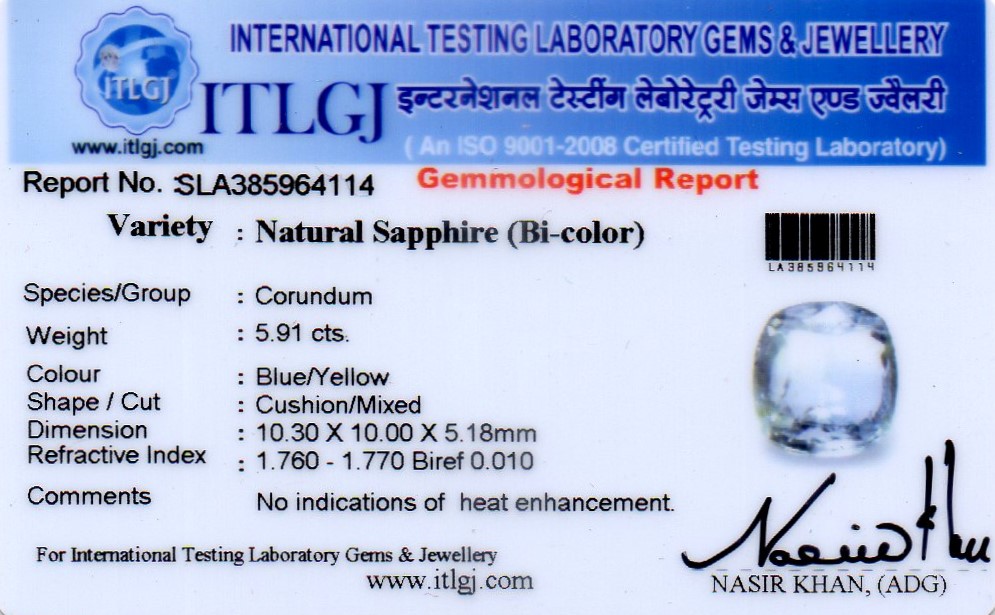 INTERNATIONAL TESTING LABORATORY GEMS & JEWELLERY
ITLGJ
ITLGJ इन्टरनेशनल टेस्टींग लेबोरेट्ररी जेम्स एण्ड ज्वैलरी
www.itlgj.com
( An ISO 9001-2008 Certified Testing Laboratory)
Report No. :SLA385964114
Gemmological Report
Variety : Natural Sapphire (Bi-color)
LA385964114
Species/Group : Corundum
Weight : 5.91 cts.
Colour : Blue/Yellow
Shape / Cut : Cushion/Mixed
Dimension : 10.30 X 10.00 X 5.18mm
Refractive Index : 1.760 - 1.770 Biref 0.010
Comments No indications of heat enhancement.
Nasir Khan
For International Testing Laboratory Gems & Jewellery
www.itlgj.com
NASIR KHAN, (ADG)